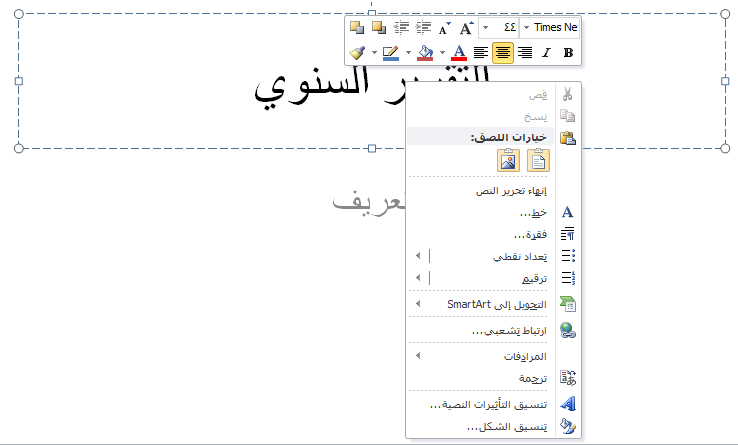 Times Ne ٤٤
التقرير السنوي
قص
نسخ
خيارات اللصق:
إنهاء تحرير النص
خط...
فقرة...
تعداد نقطي
ترقيم
التحويل إلى SmartArt
ارتباط تشعبي...
المرادفات
ترجمة
تنسيق التأثيرات النصية...
تنسيق الشكل...